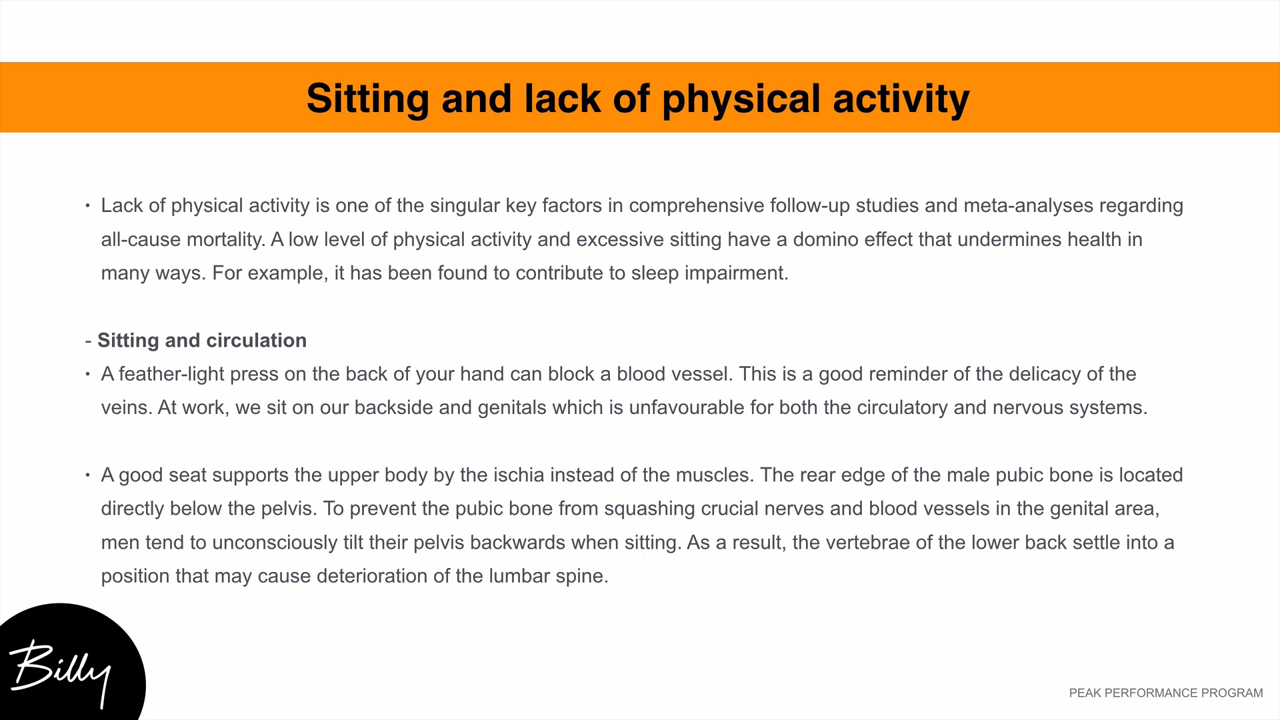 Sitting and lack of physical activity
• Lack of physical activity is one of the singular key factors in comprehensive follow-up studies and meta-analyses regarding
all-cause mortality. A low level of physical activity and excessive sitting have a domino effect that undermines health in
many ways. For example, it has been found to contribute to sleep impairment.
- Sitting and circulation
• A feather-light press on the back of your hand can block a blood vessel. This is a good reminder of the delicacy of the
veins. At work, we sit on our backside and genitals which is unfavourable for both the circulatory and nervous systems.
• A good seat supports the upper body by the ischia instead of the muscles. The rear edge of the male pubic bone is located
directly below the pelvis. To prevent the pubic bone from squashing crucial nerves and blood vessels in the genital area,
men tend to unconsciously tilt their pelvis backwards when sitting. As a result, the vertebrae of the lower back settle into a
position that may cause deterioration of the lumbar spine.
Billy
PEAK PERFORMANCE PROGRAM